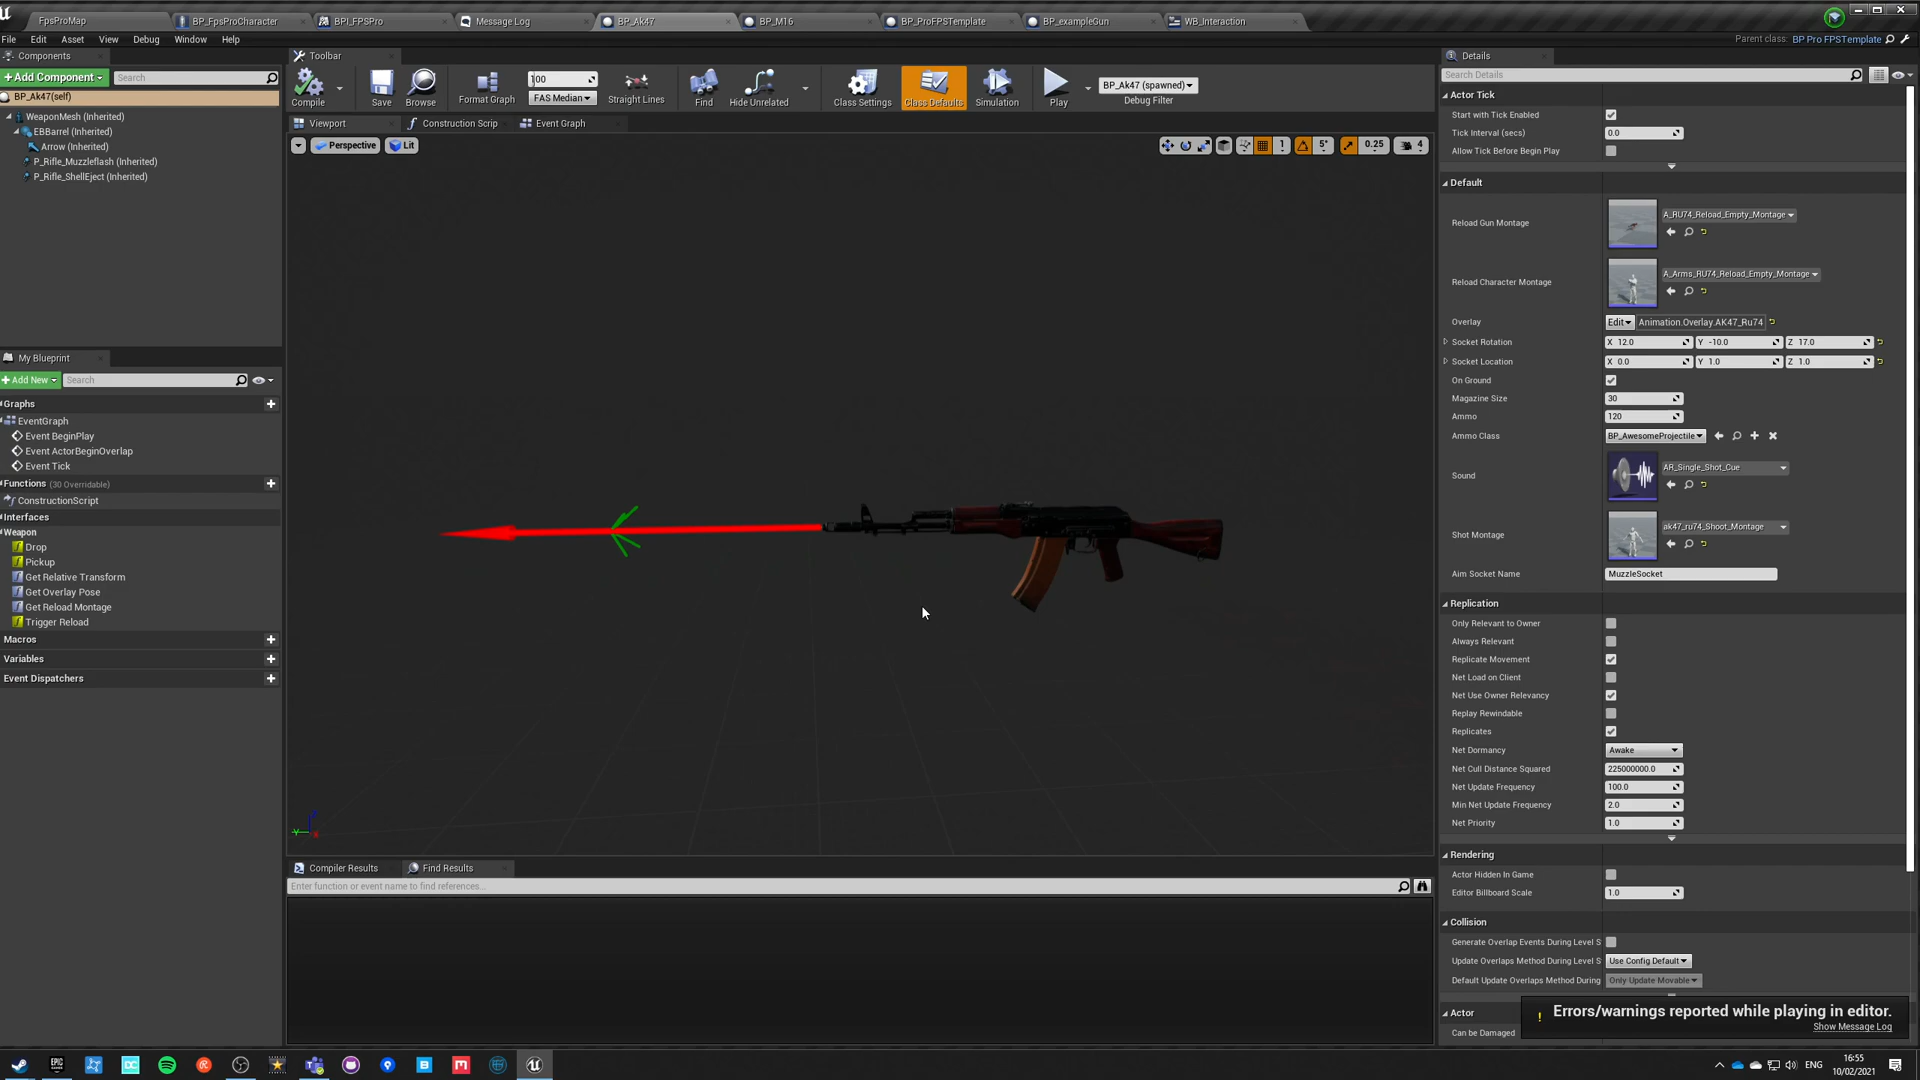 FpsProMap
BP_FpsProCharacter
BPI_FPSPro
Message Log
BP_Ak47
BP_M16
BP_ProFPSTemplate
BP_exampleGun
WB_Interaction
File Edit Asset View Debug Window Help
Parent class: BP Pro FPSTemplate
Components
+Add Component
Search
BP_Ak47(self)
WeaponMesh (Inherited)
EBBarrel (Inherited)
Arrow (Inherited)
P_Rifle_Muzzleflash (Inherited)
P_Rifle_ShellEject (Inherited)
My Blueprint
+Add New
Search
Graphs
EventGraph
Event BeginPlay
Event ActorBeginOverlap
Event Tick
Functions (30 Overridable)
ConstructionScript
Interfaces
Weapon
Drop
Pickup
Get Relative Transform
Get Overlay Pose
Get Reload Montage
Trigger Reload
Macros
Variables
Event Dispatchers
Toolbar
Compile
Save
Browse
Format Graph
100
FAS Median
Straight Lines
Find
Hide Unrelated
Class Settings
Class Defaults
Simulation
Play
BP_Ak47 (spawned)
Debug Filter
Viewport
Construction Scrip
Event Graph
Perspective
Lit
1
5°
0.25
4
Compiler Results
Find Results
Enter function or event name to find references...
Details
Search Details
Actor Tick
Start with Tick Enabled
Tick Interval (secs) 0.0
Allow Tick Before Begin Play
Default
Reload Gun Montage A_RU74_Reload_Empty_Montage
Reload Character Montage A_Arms_RU74_Reload_Empty_Montage
Overlay Edit Animation.Overlay.AK47_Ru74
Socket Rotation X 12.0 Y -10.0 Z 17.0
Socket Location X 0.0 Y 1.0 Z 1.0
On Ground
Magazine Size 30
Ammo 120
Ammo Class BP_AwesomeProjectile
Sound AR_Single_Shot_Cue
Shot Montage ak47_ru74_Shoot_Montage
Aim Socket Name MuzzleSocket
Replication
Only Relevant to Owner
Always Relevant
Replicate Movement
Net Load on Client
Net Use Owner Relevancy
Replay Rewindable
Replicates
Net Dormancy Awake
Net Cull Distance Squared 225000000.0
Net Update Frequency 100.0
Min Net Update Frequency 2.0
Net Priority 1.0
Rendering
Actor Hidden In Game
Editor Billboard Scale 1.0
Collision
Generate Overlap Events During Level S
Update Overlaps Method During Level S Use Config Default
Default Update Overlaps Method During Only Update Movable
Actor
Can be Damaged
Errors/warnings reported while playing in editor.
Show Message Log
ENG
16:55
10/02/2021